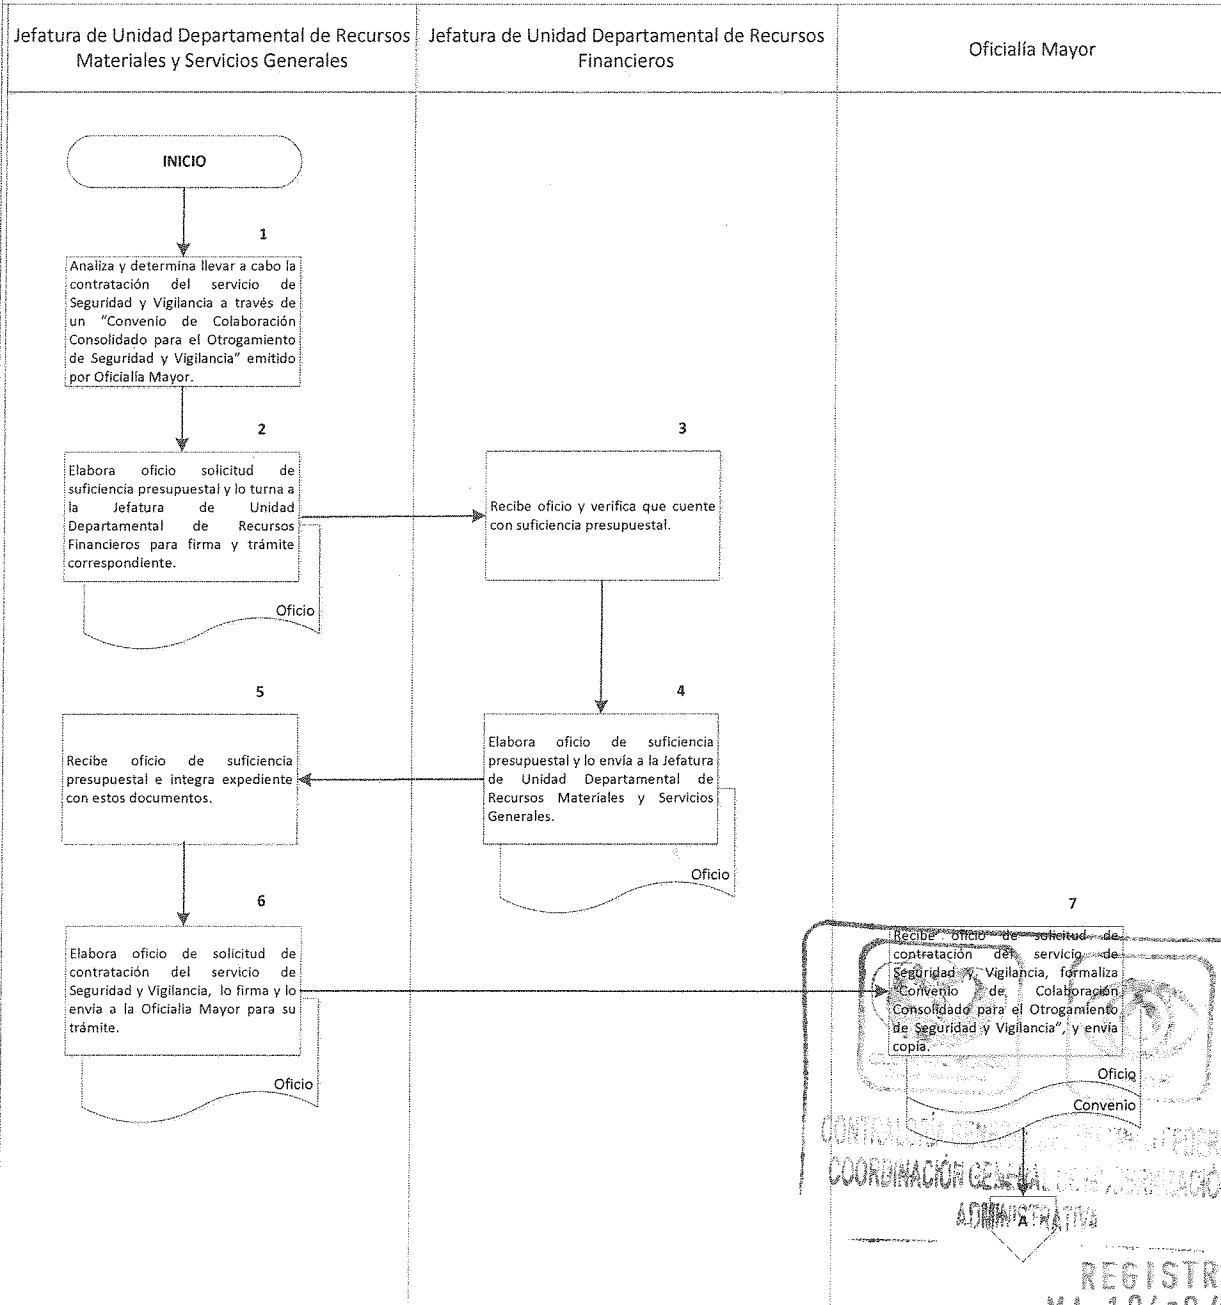 Jefatura de Unidad Departamental de Recursos
Materiales y Servicios Generales
Jefatura de Unidad Departamental de Recursos
Financieros
Oficialía Mayor
INICIO
1
Analiza y determina llevar a cabo la
contratación del servicio de
Seguridad y Vigilancia a través de
un “Convenio de Colaboración
Consolidado para el Otrogamiento
de Seguridad y Vigilancia” emitido
por Oficialía Mayor.
2
Elabora oficio solicitud de
suficiencia presupuestal y lo turna a
la Jefatura de Unidad
Departamental de Recursos
Financieros para firma y trámite
correspondiente.
Oficio
3
Recibe oficio y verifica que cuente
con suficiencia presupuestal.
4
Elabora oficio de suficiencia
presupuestal y lo envía a la Jefatura
de Unidad Departamental de
Recursos Materiales y Servicios
Generales.
Oficio
5
Recibe oficio de suficiencia
presupuestal e integra expediente
con estos documentos.
6
Elabora oficio de solicitud de
contratación del servicio de
Seguridad y Vigilancia, lo firma y lo
envía a la Oficialía Mayor para su
trámite.
Oficio
7
Recibe oficio de solicitud de
contratación del servicio de
Seguridad y Vigilancia, formaliza
“Convenio de Colaboración
Consolidado para el Otrogamiento
de Seguridad y Vigilancia”, y envía
copia.
Oficio
Convenio
CONTRALORÍA
COORDINACIÓN GENERAL
ADMINISTRATIVA
A
REGISTR